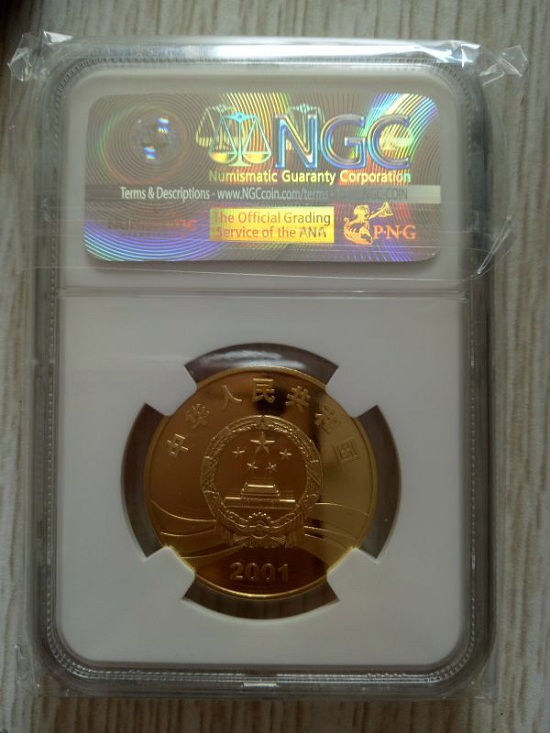 NGC
Numismatic Guaranty Corporation
Terms & Descriptions - www.NGCcoin.com/terms
The Official Grading
Service of the ANA
P·N·G
中华人民共和国
2001